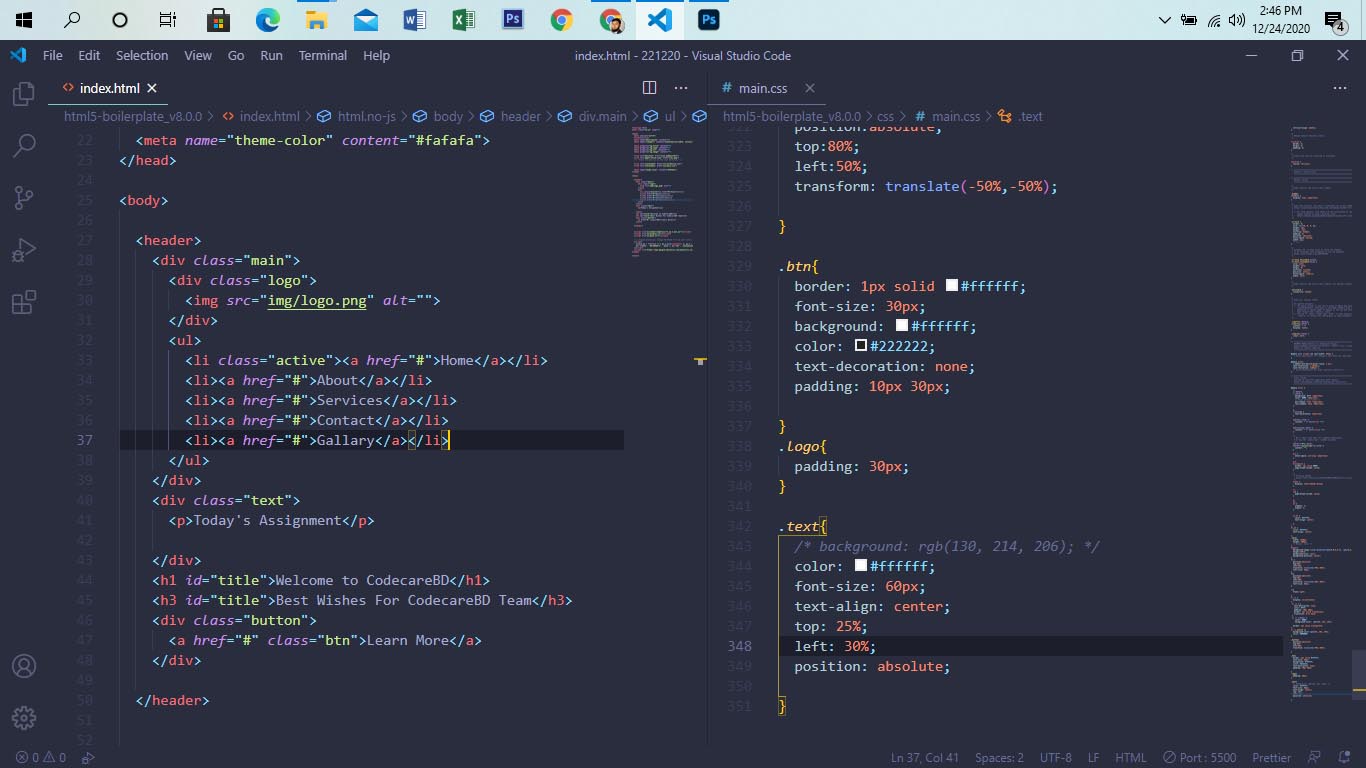 2:46 PM
12/24/2020
4
File Edit Selection View Go Run Terminal Help
index.html - 221220 - Visual Studio Code
index.html
html5-boilerplate_v8.0.0 > index.html > html.no-js > body > header > div.main > ul >
22 <meta name="theme-color" content="#fafafa">
23 </head>
24
25 <body>
26
27 <header>
28 <div class="main">
29 <div class="logo">
30 <img src="img/logo.png" alt="">
31 </div>
32 <ul>
33 <li class="active"><a href="#">Home</a></li>
34 <li><a href="#">About</a></li>
35 <li><a href="#">Services</a></li>
36 <li><a href="#">Contact</a></li>
37 <li><a href="#">Gallary</a></li>
38 </ul>
39 </div>
40 <div class="text">
41 <p>Today's Assignment</p>
42
43 </div>
44 <h1 id="title">Welcome to CodecareBD</h1>
45 <h3 id="title">Best Wishes For CodecareBD Team</h3>
46 <div class="button">
47 <a href="#" class="btn">Learn More</a>
48 </div>
49
50 </header>
51
52
# main.css
html5-boilerplate_v8.0.0 > css > # main.css > .text
322 position:absolute;
323 top:80%;
324 left:50%;
325 transform: translate(-50%,-50%);
326
327 }
328
329 .btn{
330 border: 1px solid #ffffff;
331 font-size: 30px;
332 background: #ffffff;
333 color: #222222;
334 text-decoration: none;
335 padding: 10px 30px;
336
337 }
338 .logo{
339 padding: 30px;
340 }
341
342 .text{
343 /* background: rgb(130, 214, 206); */
344 color: #ffffff;
345 font-size: 60px;
346 text-align: center;
347 top: 25%;
348 left: 30%;
349 position: absolute;
350
351 }
0 0
Ln 37, Col 41 Spaces: 2 UTF-8 LF HTML Port : 5500 Prettier